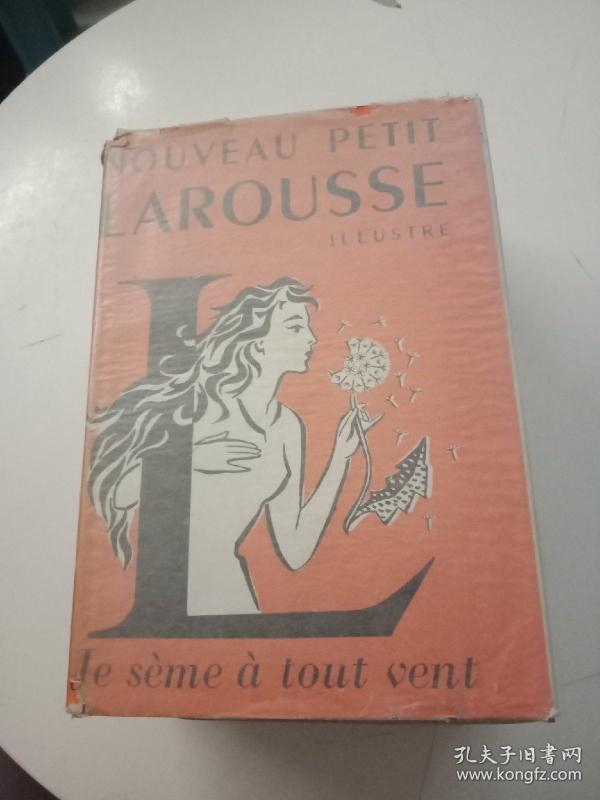 NOUVEAU PETIT
LAROUSSE
ILLUSTRE
L
Je sème à tout vent
孔夫子旧书网
www.kongfz.com